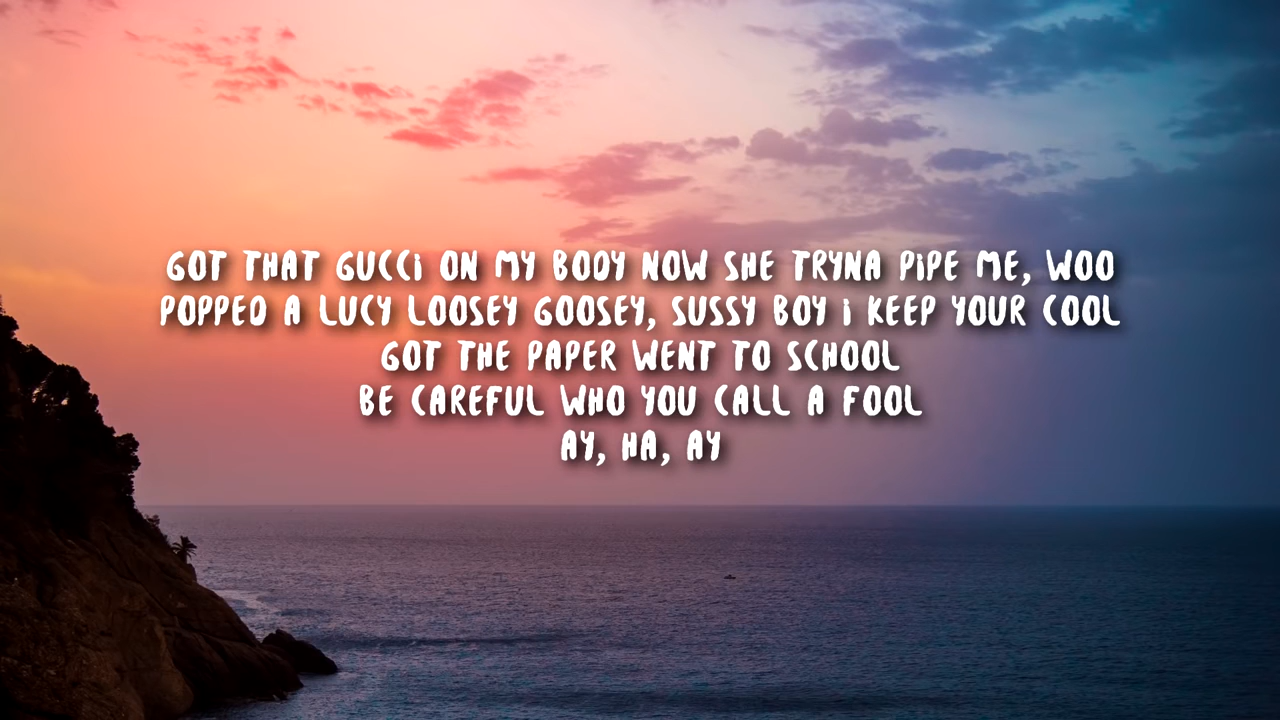 GOT THAT GUCCI ON MY BODY NOW SHE TRYNA PIPE ME, WOO
POPPED A LUCY LOOSEY GOOSEY, SUSSY BOY I KEEP YOUR COOL
GOT THE PAPER WENT TO SCHOOL
BE CAREFUL WHO YOU CALL A FOOL
AY, HA, AY